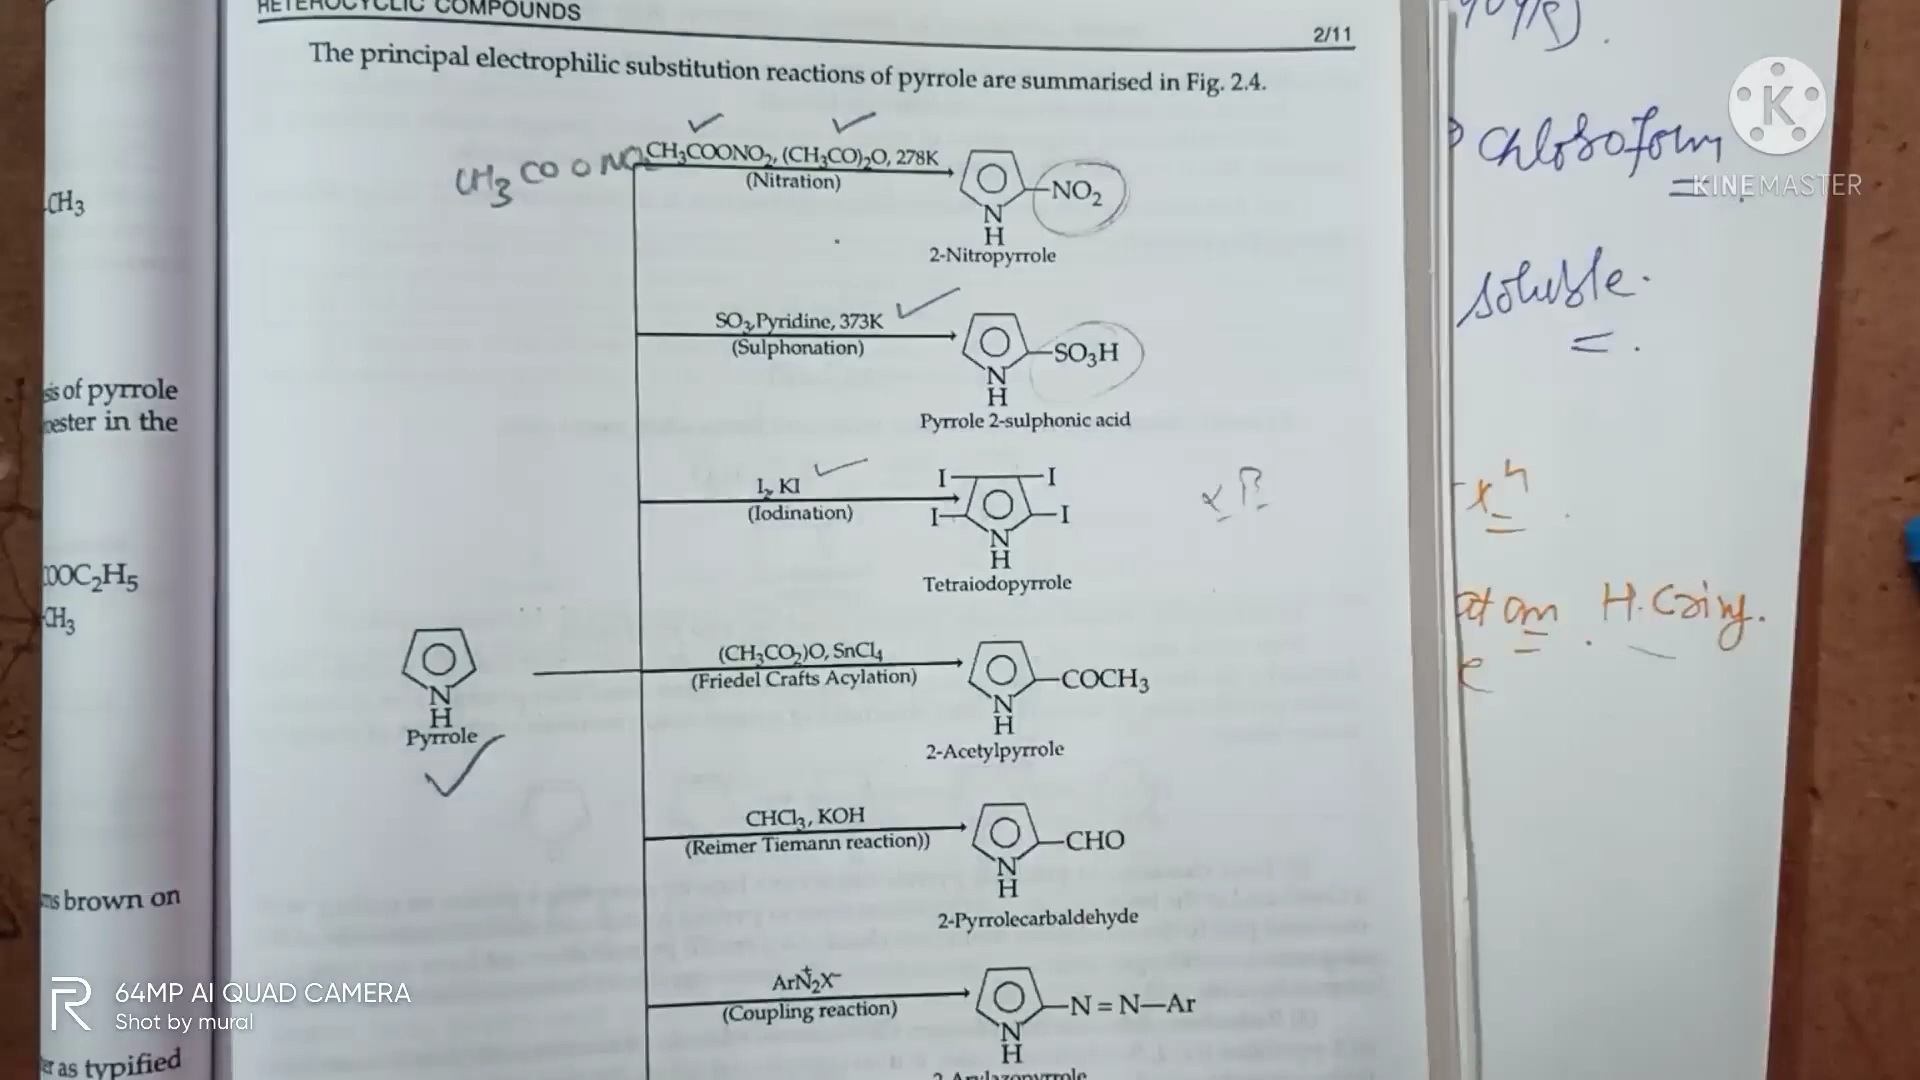 HETEROCYCLIC COMPOUNDS
2/11
The principal electrophilic substitution reactions of pyrrole are summarised in Fig. 2.4.
CH3COONO2
CH3COONO2, (CH3CO)2O, 278K
(Nitration)
NO2
N
H
2-Nitropyrrole
SO3, Pyridine, 373K
(Sulphonation)
SO3H
N
H
Pyrrole 2-sulphonic acid
I2, KI
(Iodination)
I I
I I
N
H
Tetraiodopyrrole
α β
N
H
Pyrrole
(CH3CO2)O, SnCl4
(Friedel Crafts Acylation)
COCH3
N
H
2-Acetylpyrrole
CHCl3, KOH
(Reimer Tiemann reaction))
CHO
N
H
2-Pyrrolecarbaldehyde
ArN2+X-
(Coupling reaction)
N = N—Ar
N
H
2-Arylazopyrrole
CH3
of pyrrole
in the
OOC2H5
CH3
brown on
as typified
chloroform
soluble.
xn
K
KINEMASTER
64MP AI QUAD CAMERA
Shot by mural